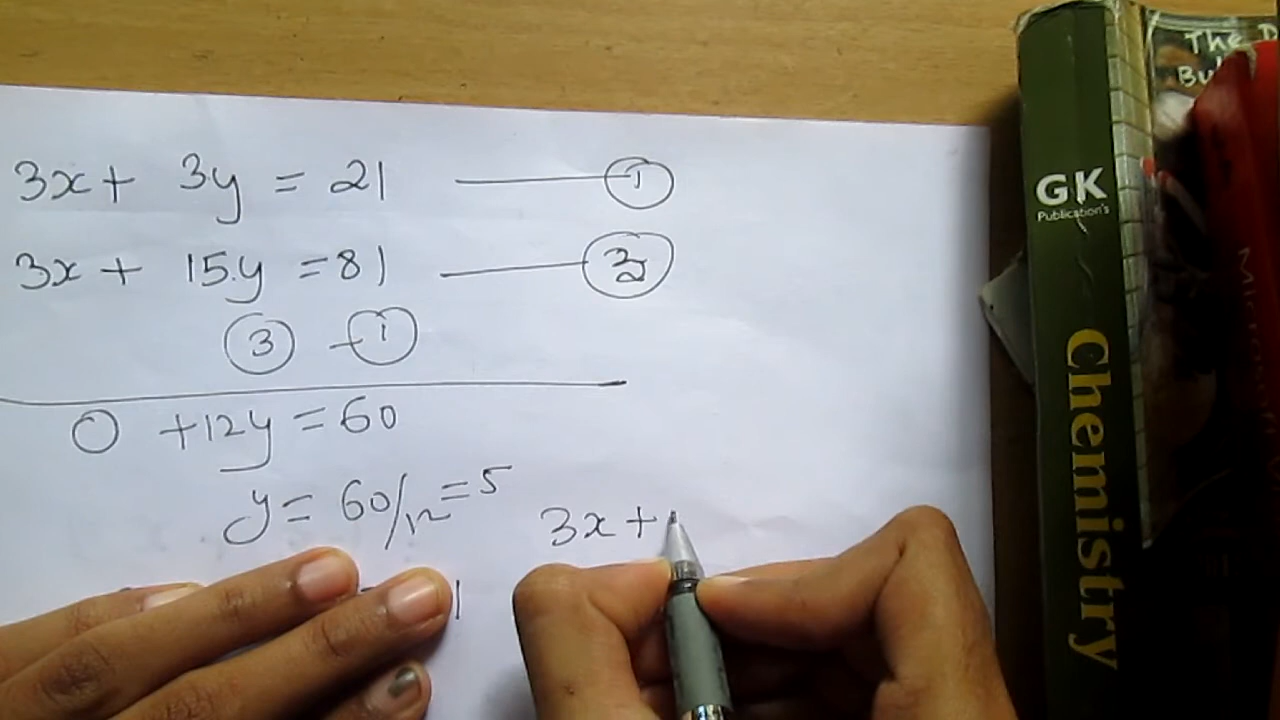 3x + 3y = 21 ①
3x + 15y = 81
③ - ①
0 + 12y = 60
y = 60/12 = 5
3x +
GK
Publication's
Chemistry
The